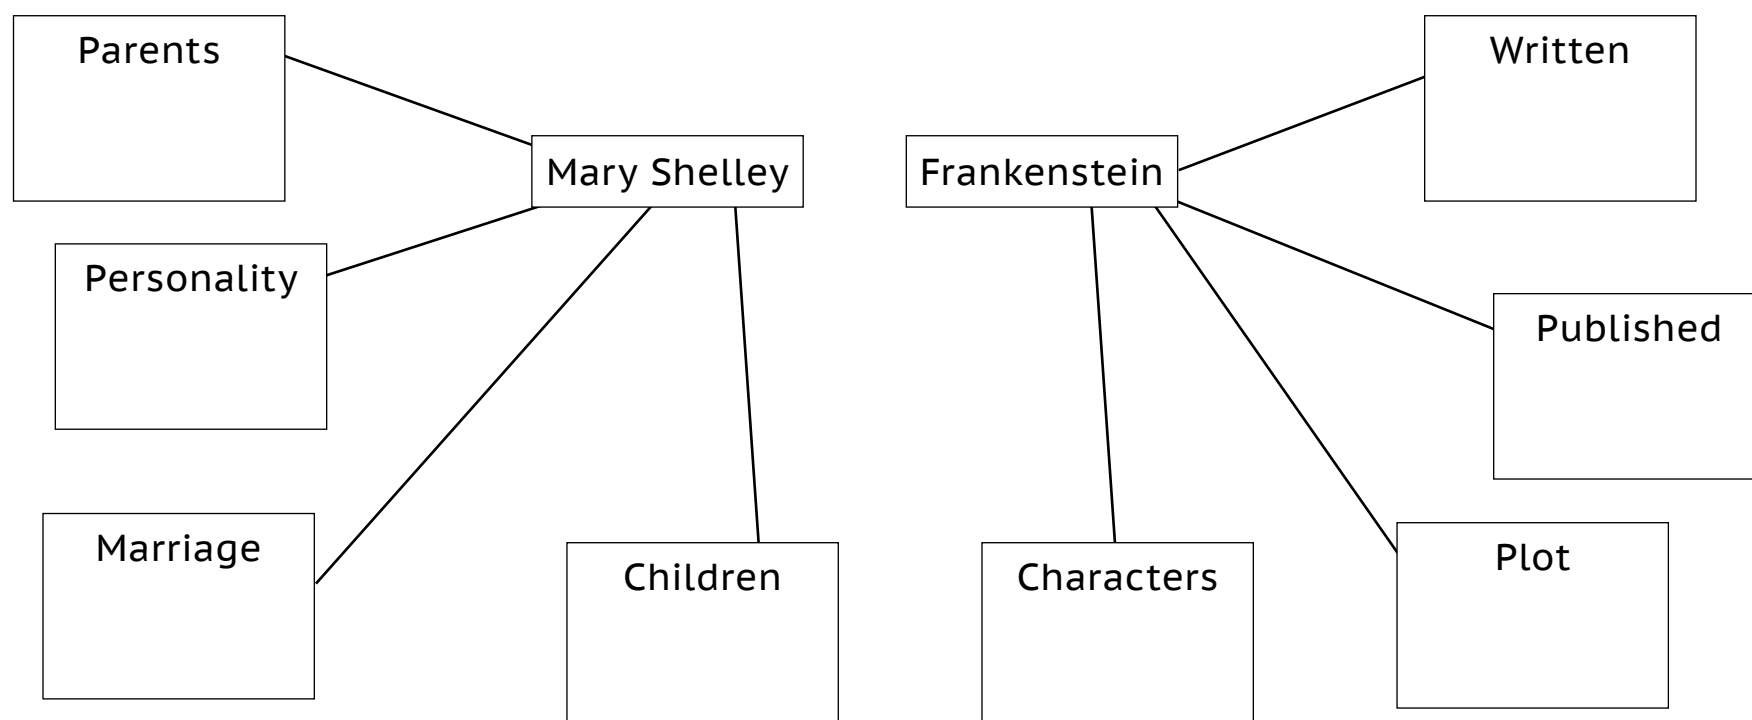 Parents
Written
Mary Shelley
Frankenstein
Personality
Published
Marriage
Children
Characters
Plot